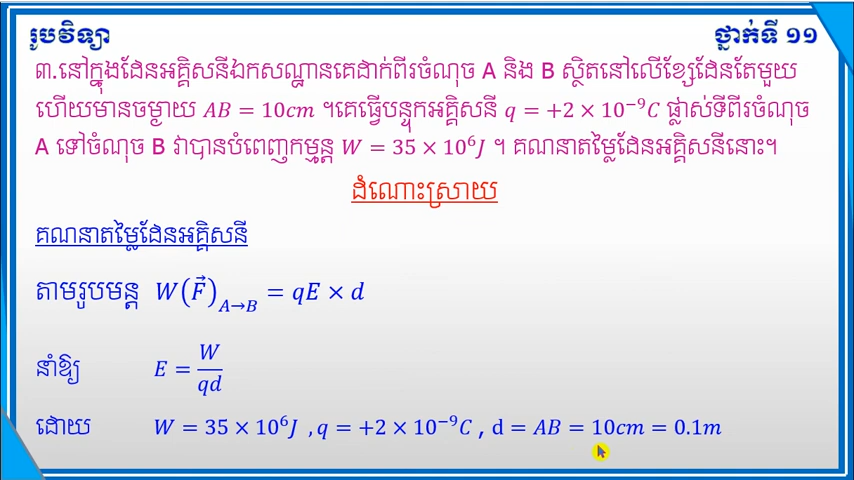 រូបវិទ្យា
ថ្នាក់ទី ១១
៣.នៅក្នុងដែនអគ្គិសនីឯកសណ្ឋានគេដាក់ពីរចំណុច A និង B ស្ថិតនៅលើខ្សែដែនតែមួយ
ហើយមានចម្ងាយ AB = 10cm ។គេធ្វើបន្ទុកអគ្គិសនី q = +2 × 10⁻⁹C ផ្លាស់ទីពីរចំណុច
A ទៅចំណុច B វាបានបំពេញកម្មន្ត W = 35 × 10⁶J ។ គណនាតម្លៃដែនអគ្គិសនីនោះ។
ដំណោះស្រាយ
គណនាតម្លៃដែនអគ្គិសនី
តាមរូបមន្ត W(F⃗)_{A→B} = qE × d
នាំឱ្យ E = W/qd
ដោយ W = 35 × 10⁶J , q = +2 × 10⁻⁹C , d = AB = 10cm = 0.1m